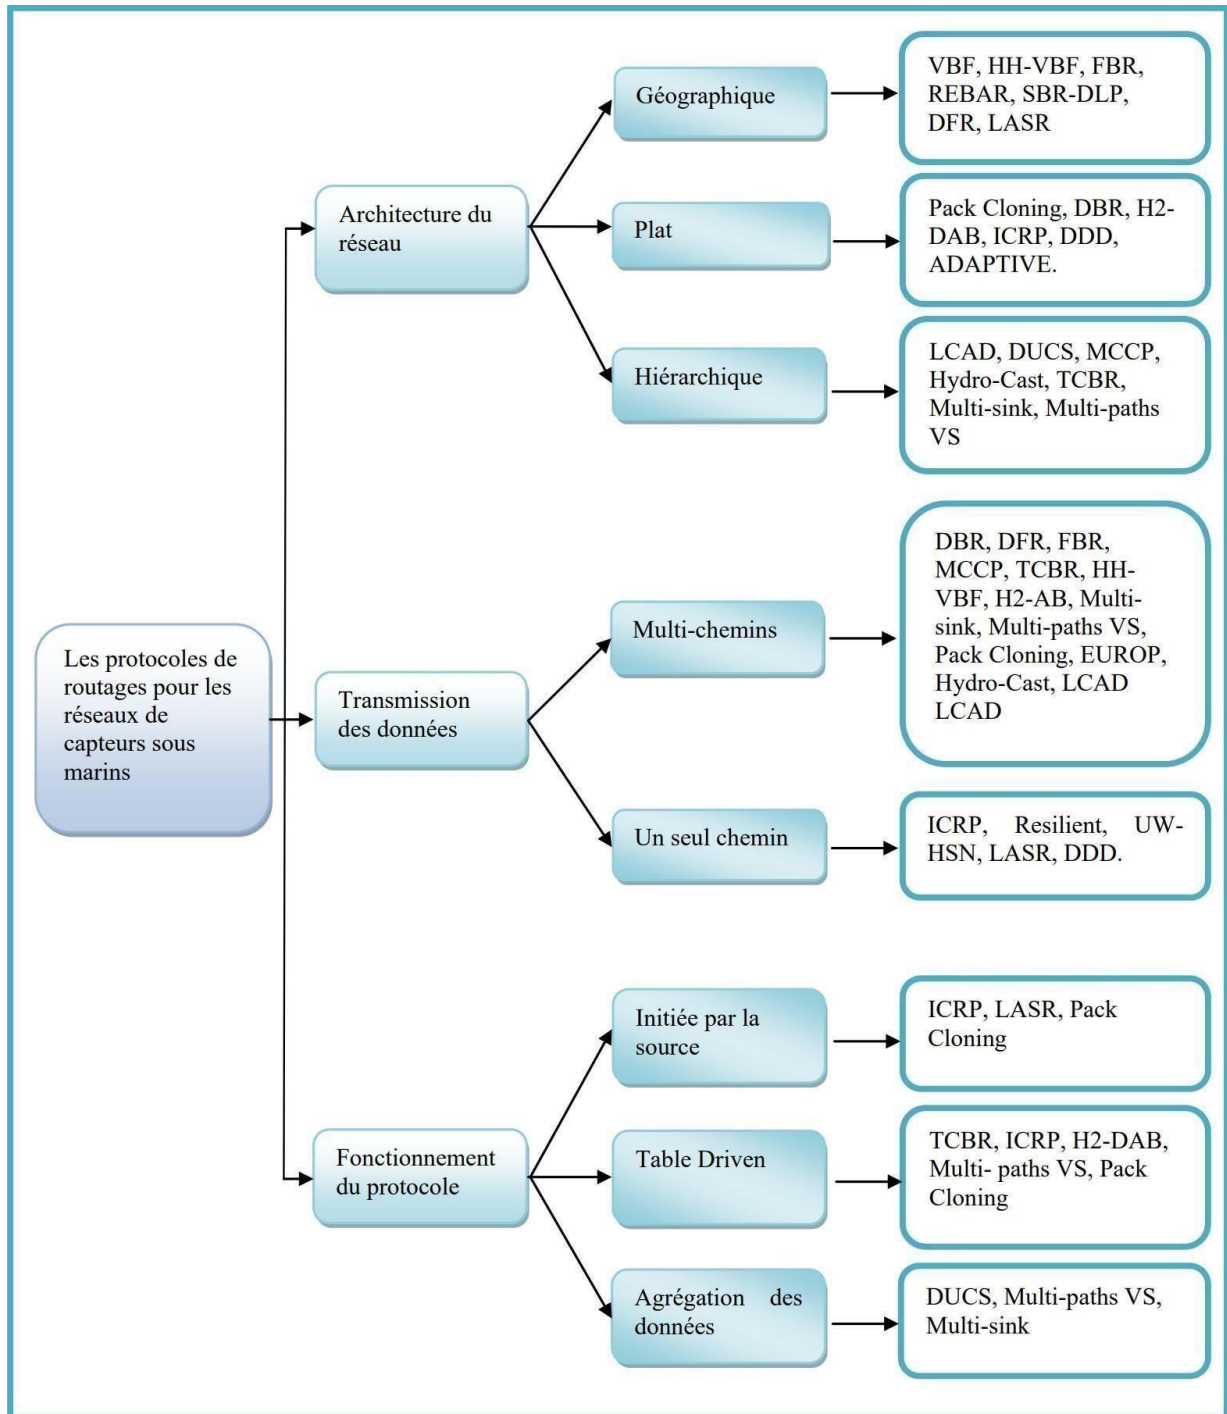 Les protocoles de
routages pour les
réseaux de
capteurs sous
marins
Architecture du
réseau
Géographique
VBF, HH-VBF, FBR,
REBAR, SBR-DLP,
DFR, LASR
Plat
Pack Cloning, DBR, H2-
DAB, ICRP, DDD,
ADAPTIVE.
Hiérarchique
LCAD, DUCS, MCCP,
Hydro-Cast, TCBR,
Multi-sink, Multi-paths
VS
Transmission
des données
Multi-chemins
DBR, DFR, FBR,
MCCP, TCBR, HH-
VBF, H2-AB, Multi-
sink, Multi-paths VS,
Pack Cloning, EUROP,
Hydro-Cast, LCAD
LCAD
Un seul chemin
ICRP, Resilient, UW-
HSN, LASR, DDD.
Fonctionnement
du protocole
Initiée par la
source
ICRP, LASR, Pack
Cloning
Table Driven
TCBR, ICRP, H2-DAB,
Multi- paths VS, Pack
Cloning
Agrégation des
données
DUCS, Multi-paths VS,
Multi-sink